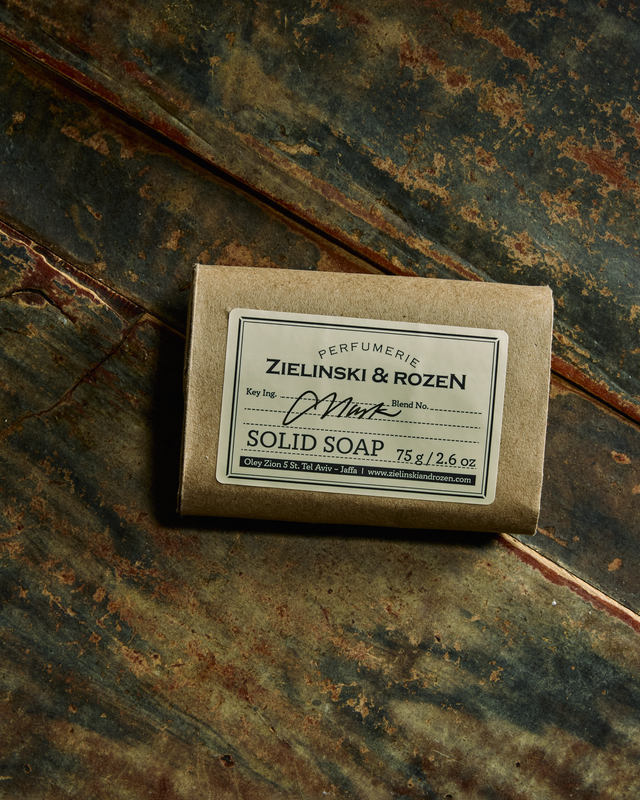 PERFUMERIE
ZIELINSKI & ROZEN
Key Ing. Musk Blend No.
SOLID SOAP 75 g / 2.6 oz
Oley Zion 5 St. Tel Aviv – Jaffa | www.zielinskiandrozen.com